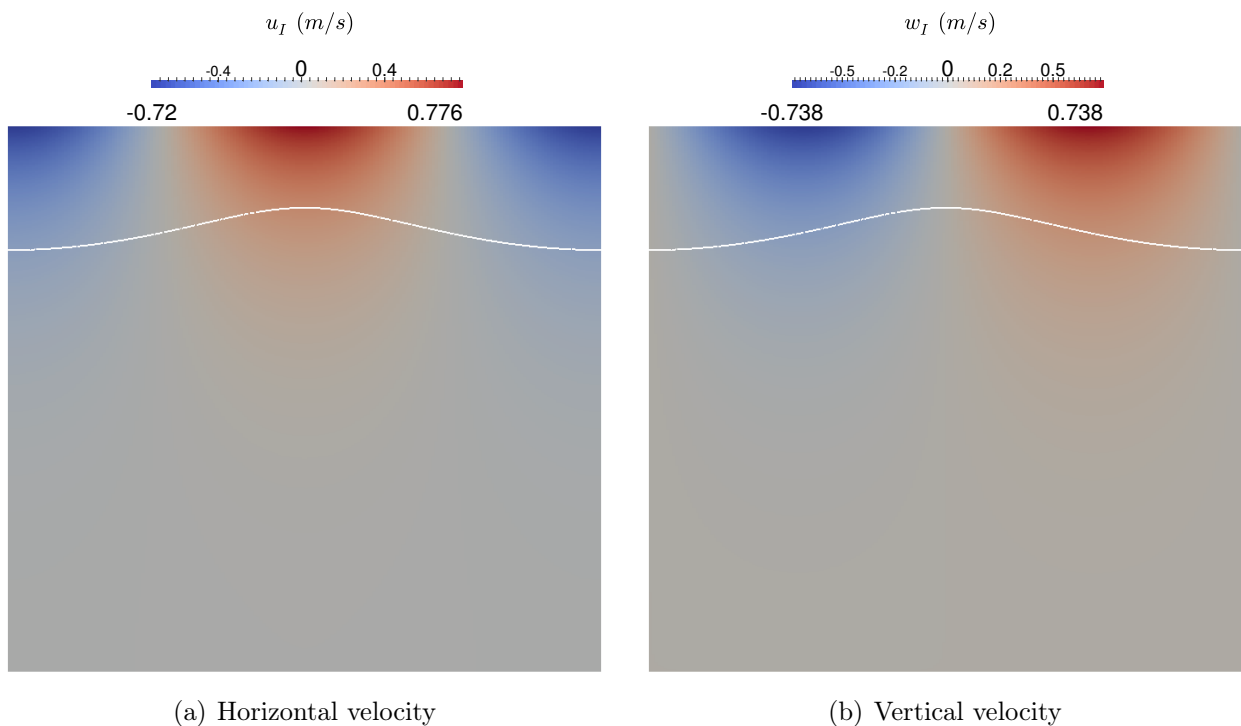 u_I (m/s)
-0.4 0 0.4
-0.72 0.776
w_I (m/s)
-0.5 -0.2 0 0.2 0.5
-0.738 0.738
(a) Horizontal velocity
(b) Vertical velocity